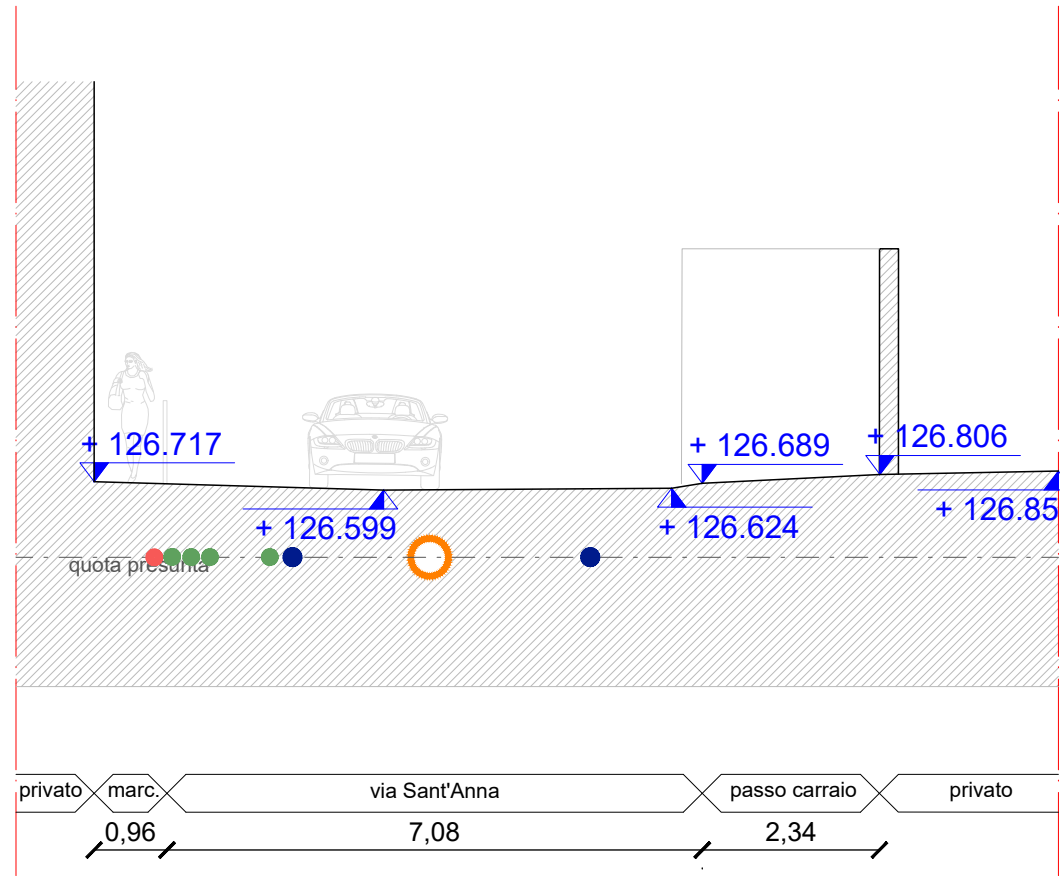 + 126.717
+ 126.689
+ 126.806
+ 126.599
+ 126.624
+ 126.85
quota presunta
privato
marc.
via Sant'Anna
passo carraio
privato
0,96
7,08
2,34